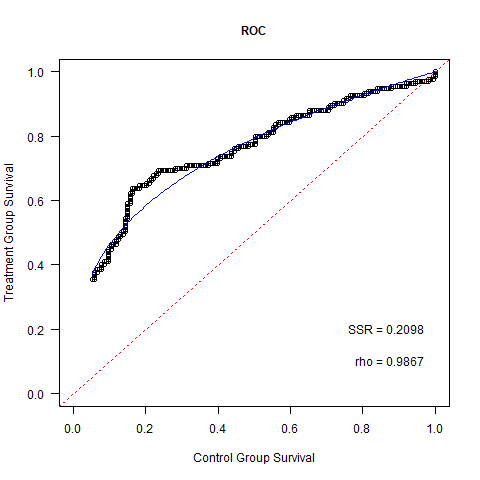 ROC
Treatment Group Survival
1.0
0.8
0.6
0.4
0.2
0.0
SSR = 0.2098
rho = 0.9867
0.0 0.2 0.4 0.6 0.8 1.0
Control Group Survival